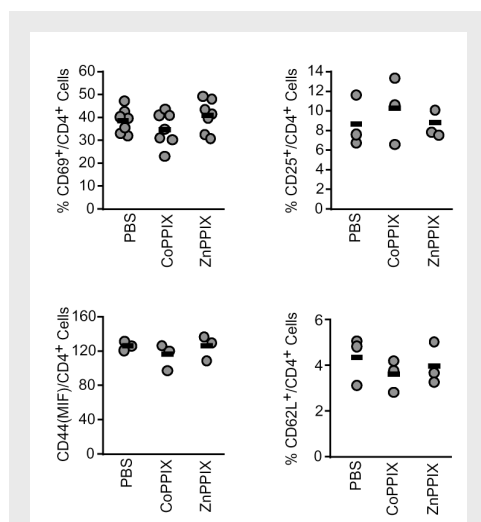 % CD69+/CD4+ Cells
60
50
40
30
20
10
0
PBS
CoPPIX
ZnPPIX
% CD25+/CD4+ Cells
14
12
10
8
6
4
2
0
PBS
CoPPIX
ZnPPIX
CD44(MIF)/CD4+ Cells
160
120
80
40
0
PBS
CoPPIX
ZnPPIX
% CD62L+/CD4+ Cells
6
4
2
0
PBS
CoPPIX
ZnPPIX